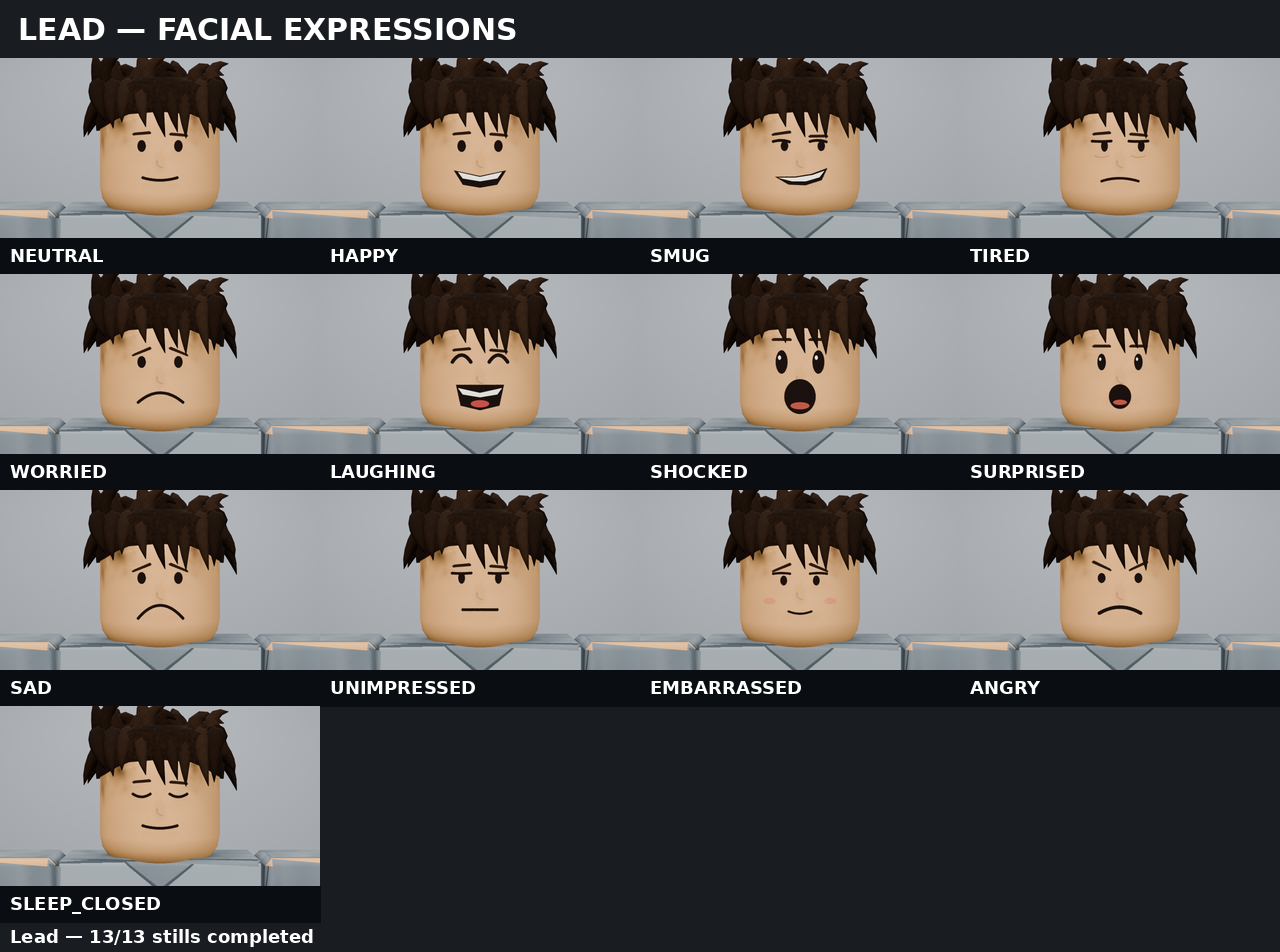 LEAD — FACIAL EXPRESSIONS
NEUTRAL
HAPPY
SMUG
TIRED
WORRIED
LAUGHING
SHOCKED
SURPRISED
SAD
UNIMPRESSED
EMBARRASSED
ANGRY
SLEEP_CLOSED
Lead — 13/13 stills completed